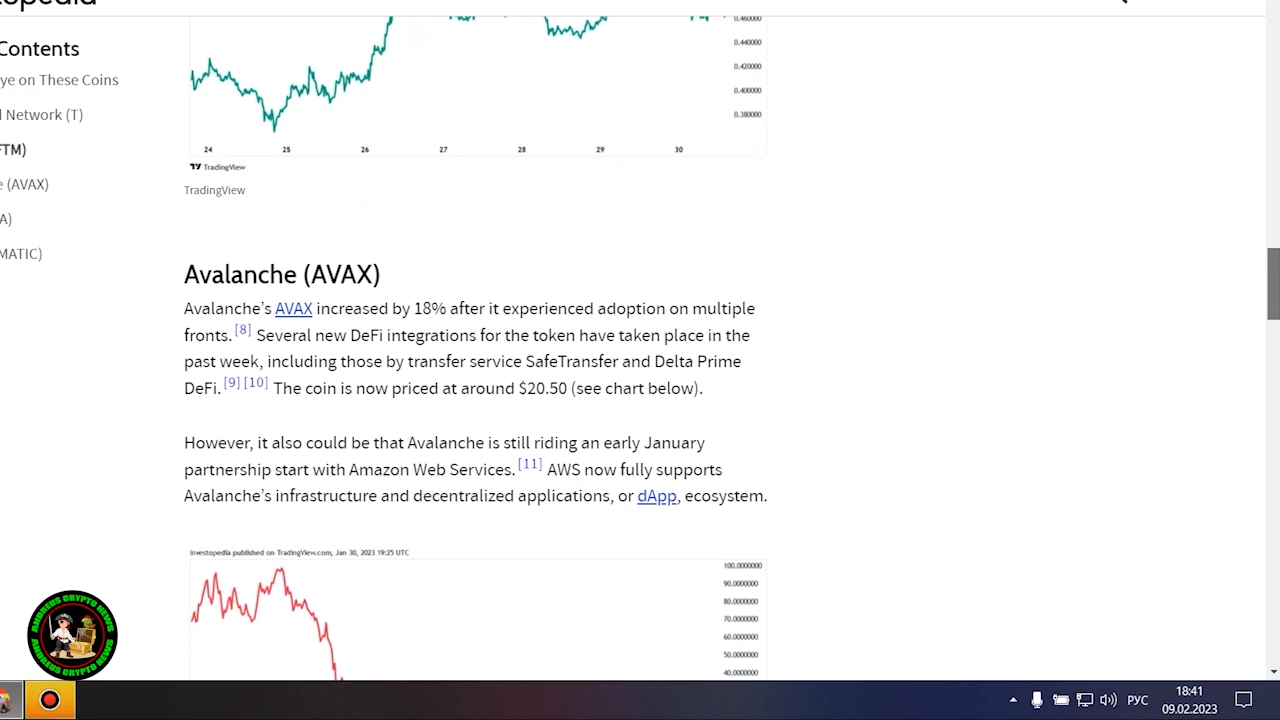 opedia
Contents
ye on These Coins
l Network (T)
FTM)
e (AVAX)
A)
MATIC)
0.460000
0.440000
0.420000
0.400000
0.380000
24 25 26 27 28 29 30
TradingView
TradingView
Avalanche (AVAX)
Avalanche’s AVAX increased by 18% after it experienced adoption on multiple
fronts.[8] Several new DeFi integrations for the token have taken place in the
past week, including those by transfer service SafeTransfer and Delta Prime
DeFi.[9][10] The coin is now priced at around $20.50 (see chart below).
However, it also could be that Avalanche is still riding an early January
partnership start with Amazon Web Services.[11] AWS now fully supports
Avalanche’s infrastructure and decentralized applications, or dApp, ecosystem.
Investopedia published on TradingView.com, Jan 30, 2023 19:25 UTC
100.0000000
90.0000000
80.0000000
70.0000000
60.0000000
50.0000000
40.0000000
ANDREUS CRYPTO NEWS
ANDREUS CRYPTO NEWS
РУС
18:41
09.02.2023